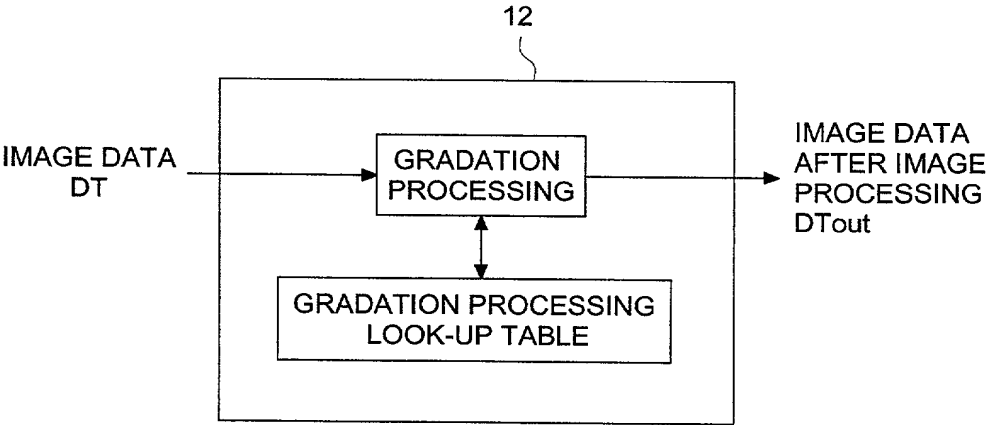 12
IMAGE DATA
DT
GRADATION
PROCESSING
IMAGE DATA
AFTER IMAGE
PROCESSING
DTout
GRADATION PROCESSING
LOOK-UP TABLE